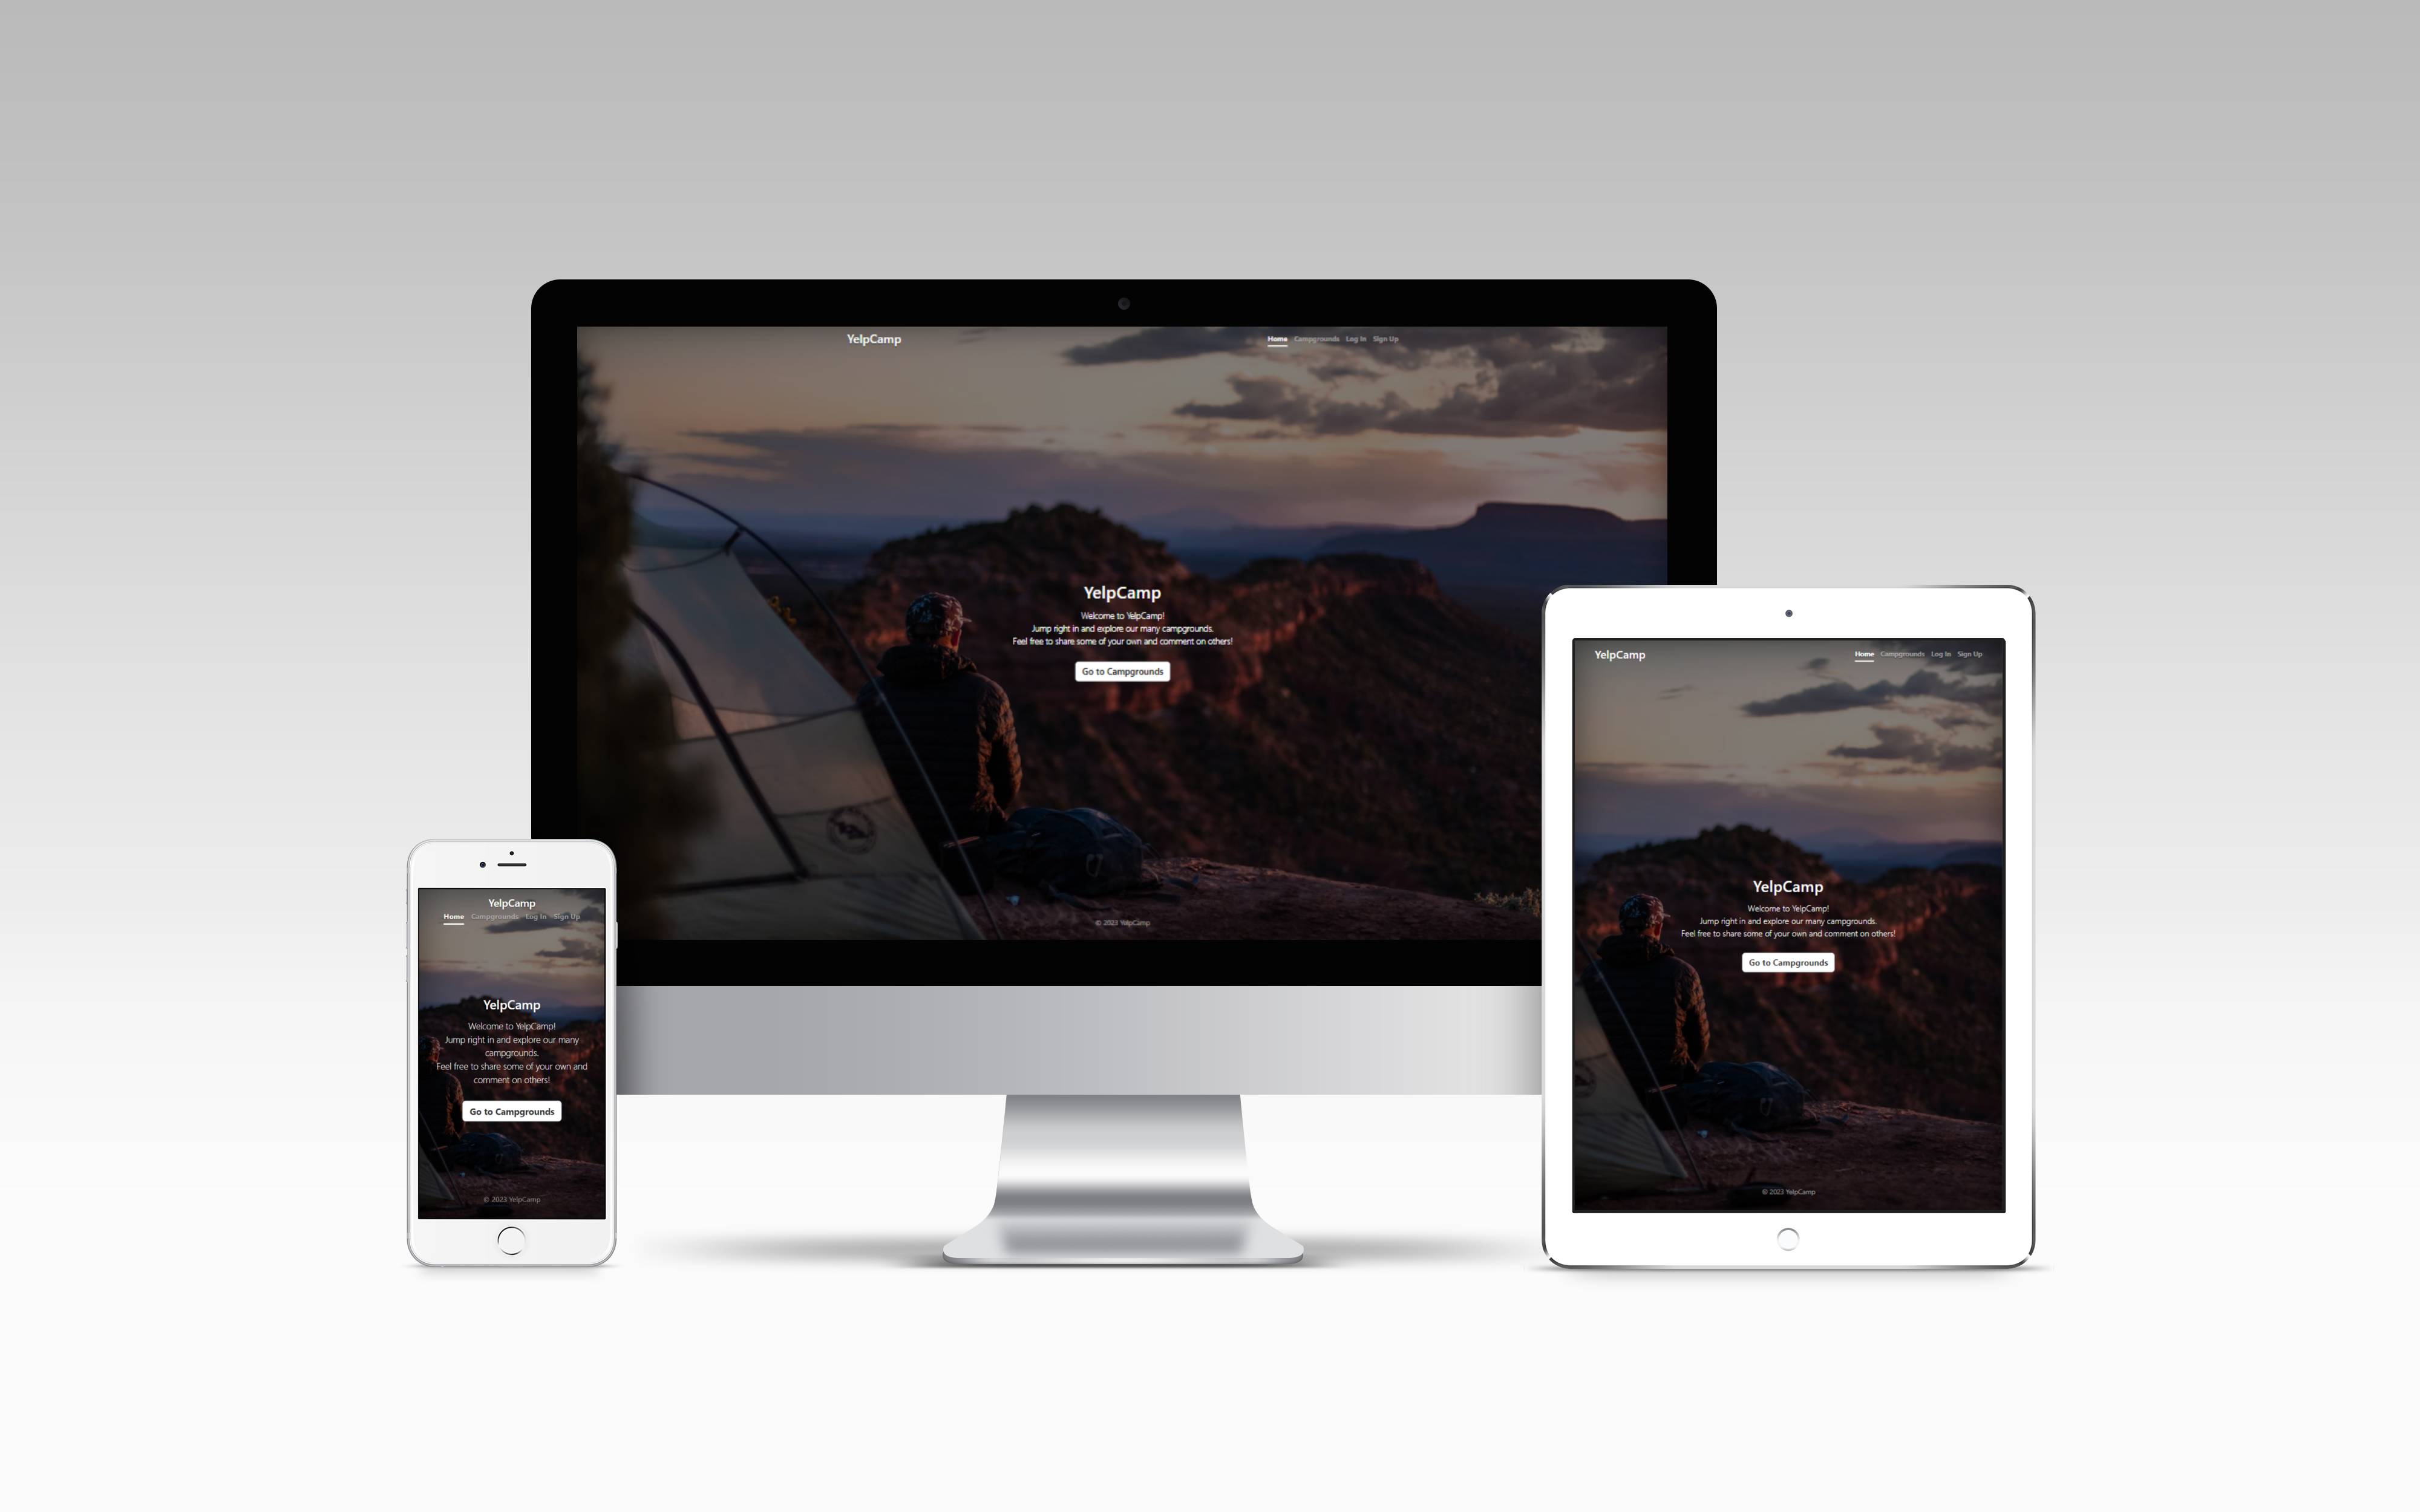 YelpCamp
Home Campgrounds Log In Sign Up
YelpCamp
Welcome to YelpCamp!
Jump right in and explore our many campgrounds.
Feel free to share some of your own and comment on others!
Go to Campgrounds
© 2023 YelpCamp
YelpCamp
Home Campgrounds Log In Sign Up
YelpCamp
Welcome to YelpCamp!
Jump right in and explore our many
campgrounds.
Feel free to share some of your own and
comment on others!
Go to Campgrounds
© 2023 YelpCamp
YelpCamp
Home Campgrounds Log In Sign Up
YelpCamp
Welcome to YelpCamp!
Jump right in and explore our many campgrounds.
Feel free to share some of your own and comment on others!
Go to Campgrounds
© 2023 YelpCamp